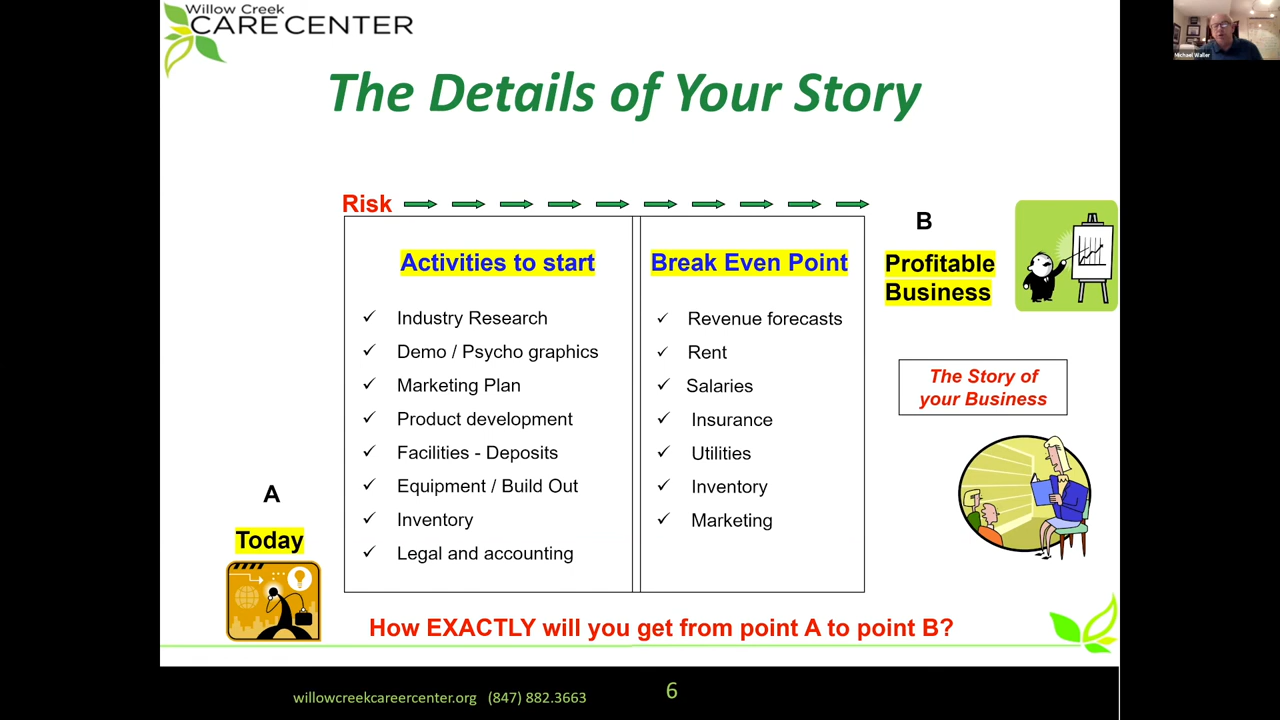 Willow Creek
CARE CENTER
Michael Waller
The Details of Your Story
Risk
Activities to start
✓ Industry Research
✓ Demo / Psycho graphics
✓ Marketing Plan
✓ Product development
✓ Facilities - Deposits
✓ Equipment / Build Out
✓ Inventory
✓ Legal and accounting
Break Even Point
✓ Revenue forecasts
✓ Rent
✓ Salaries
✓ Insurance
✓ Utilities
✓ Inventory
✓ Marketing
B
Profitable
Business
The Story of
your Business
A
Today
How EXACTLY will you get from point A to point B?
willowcreekcareercenter.org (847) 882.3663
6